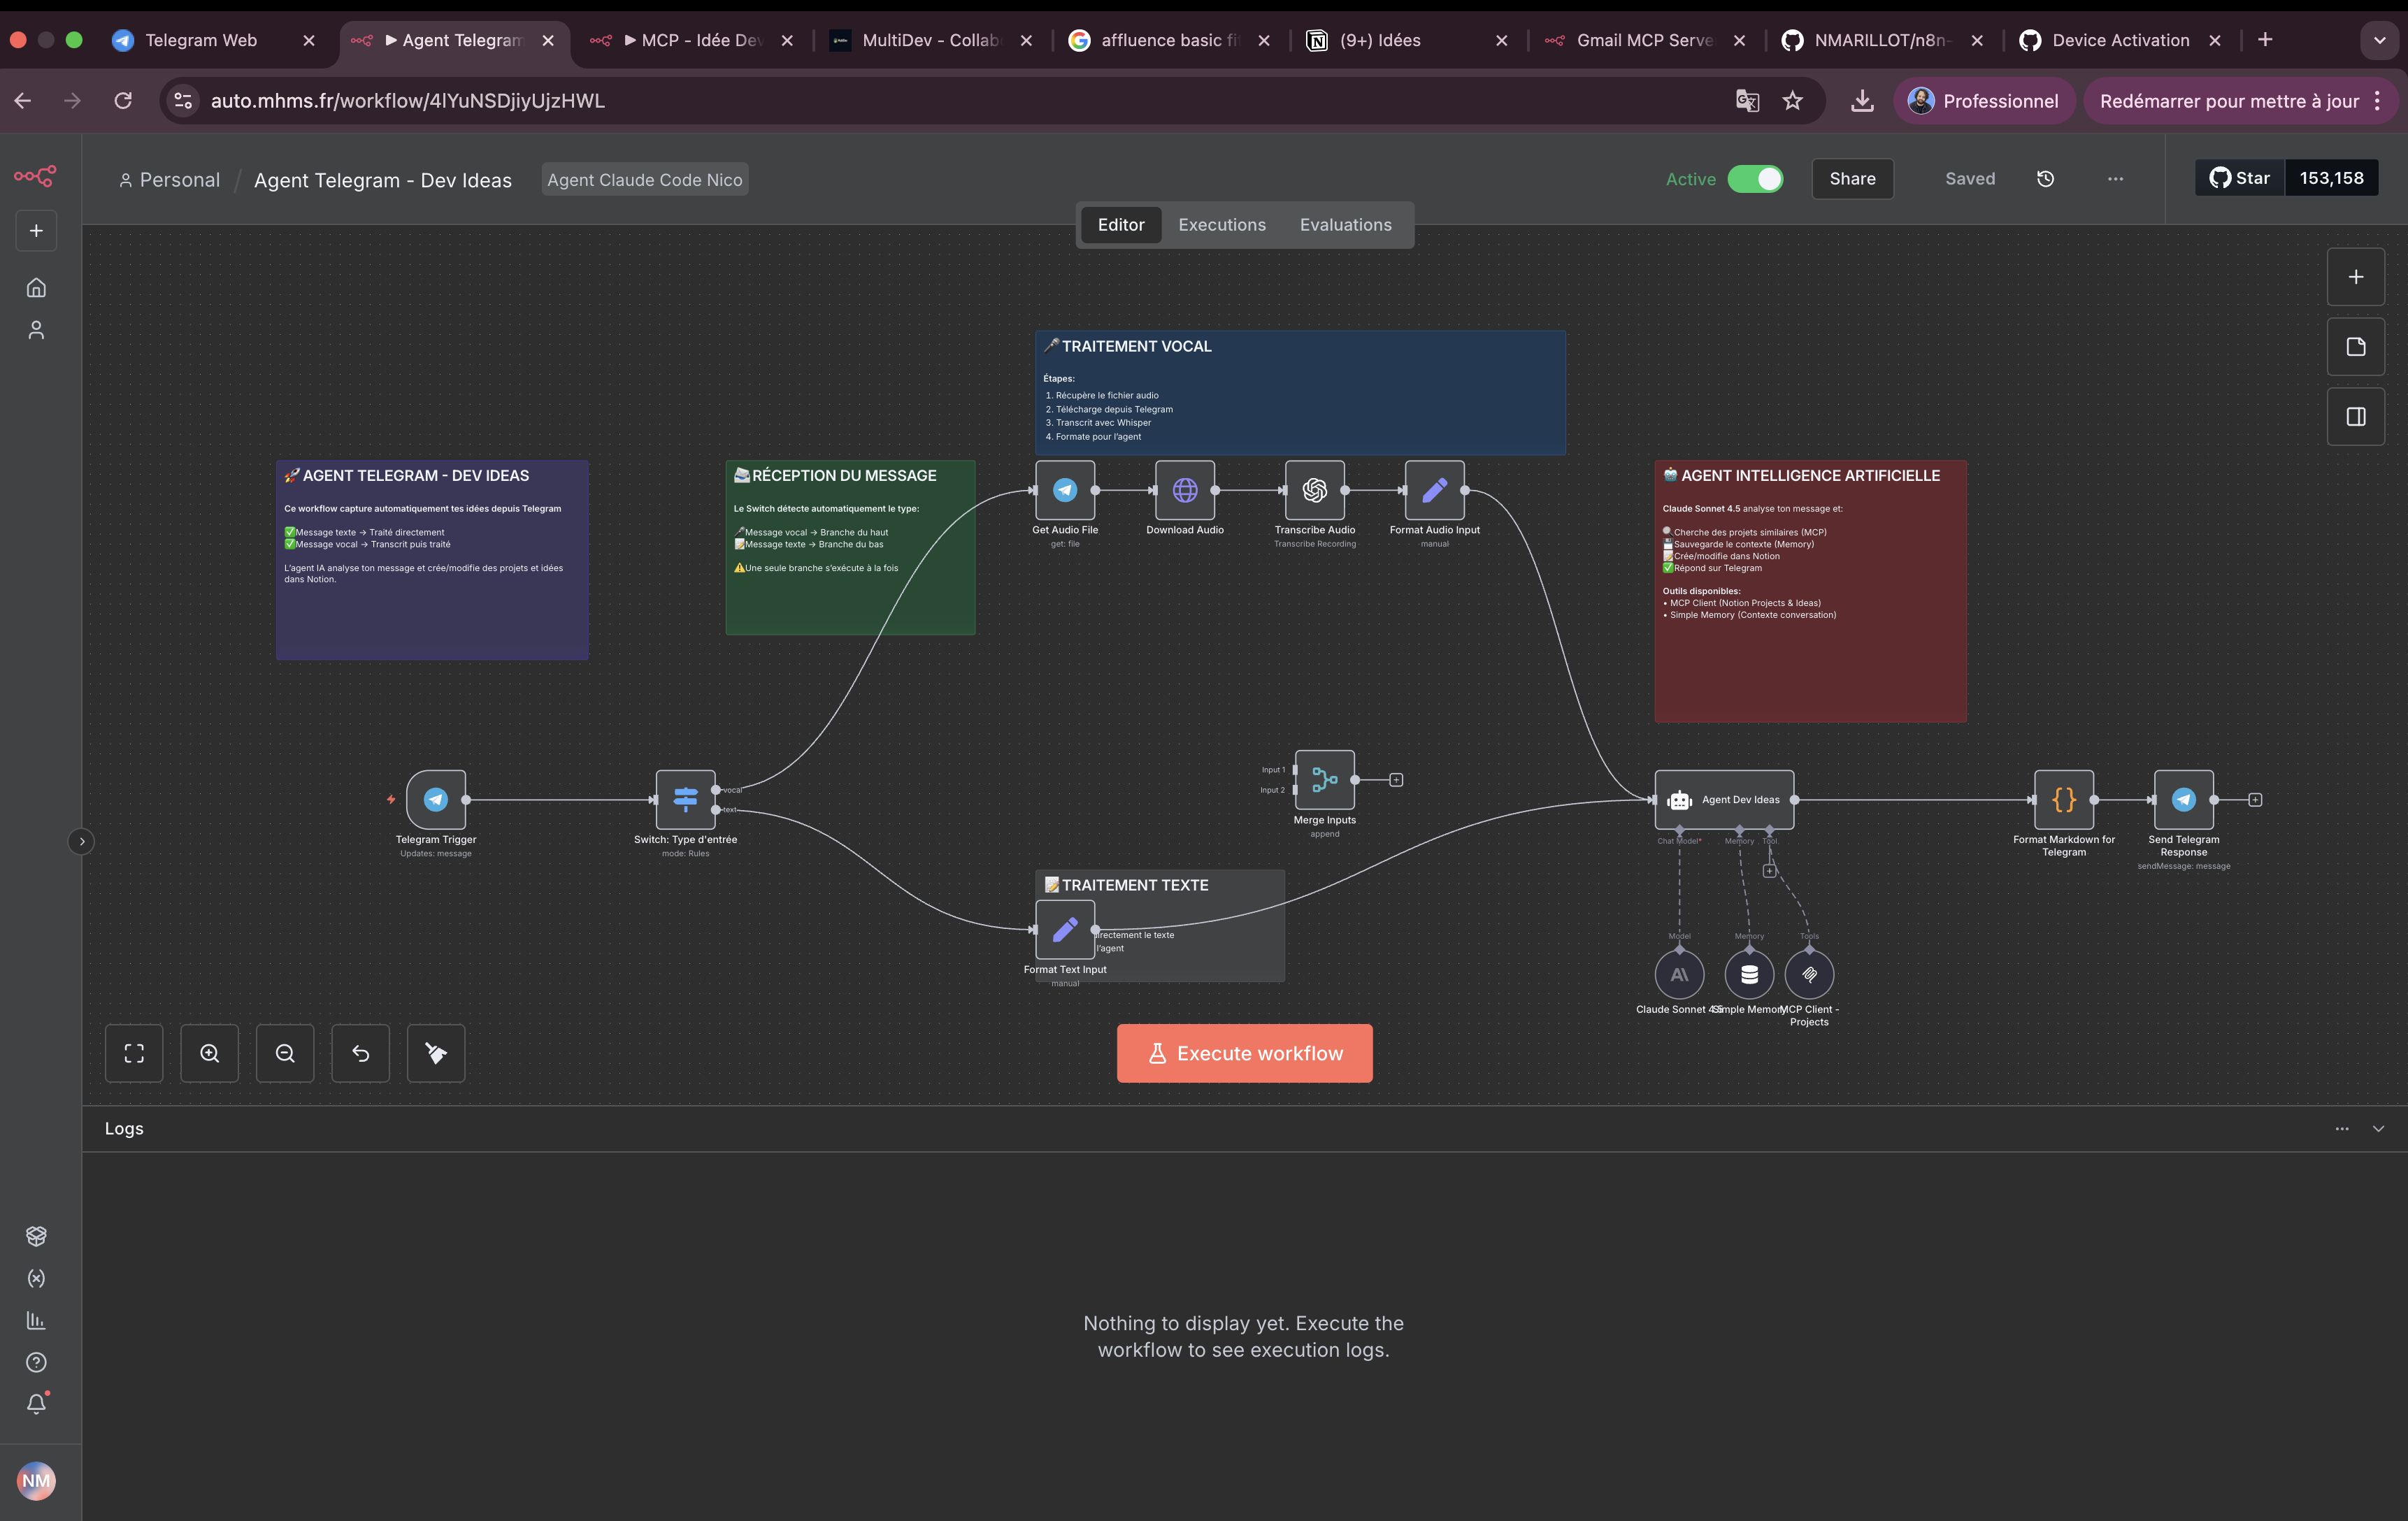 Telegram Web
Agent Telegram
MCP - Idée De
MultiDev - Collab
affluence basic fi
(9+) Idées
Gmail MCP Serve
NMARILLOT/n8n-
Device Activation
auto.mhms.fr/workflow/4lYuNSDjiyUjzHWL
Professionnel
Redémarrer pour mettre à jour
Personal / Agent Telegram - Dev Ideas
Agent Claude Code Nico
Active
Share
Saved
Star
153,158
Editor
Executions
Evaluations
🎤 TRAITEMENT VOCAL
Étapes:
1. Récupère le fichier audio
2. Télécharge depuis Telegram
3. Transcrit avec Whisper
4. Formate pour l'agent
🚀 AGENT TELEGRAM - DEV IDEAS
Ce workflow capture automatiquement tes idées depuis Telegram
✅Message texte → Traité directement
✅Message vocal → Transcrit puis traité
L'agent IA analyse ton message et crée/modifie des projets et idées
dans Notion.
📨 RÉCEPTION DU MESSAGE
Le Switch détecte automatiquement le type:
🎤Message vocal → Branche du haut
📝Message texte → Branche du bas
⚠️Une seule branche s'exécute à la fois
Get Audio File
get: file
Download Audio
Transcribe Audio
Transcribe Recording
Format Audio Input
manual
🤖 AGENT INTELLIGENCE ARTIFICIELLE
Claude Sonnet 4.5 analyse ton message et:
🔍Cherche des projets similaires (MCP)
💾Sauvegarde le contexte (Memory)
📝Crée/modifie dans Notion
✅Répond sur Telegram
Outils disponibles:
• MCP Client (Notion Projects & Ideas)
• Simple Memory (Contexte conversation)
Telegram Trigger
Updates: message
vocal
text
Switch: Type d'entrée
mode: Rules
Input 1
Input 2
Merge Inputs
append
Agent Dev Ideas
Chat Model*
Memory
Tool
Format Markdown for
Telegram
Send Telegram
Response
sendMessage: message
📝 TRAITEMENT TEXTE
irectement le texte
l'agent
Format Text Input
manual
Model
Memory
Tools
Claude Sonnet 4.5
Simple Memory
MCP Client -
Projects
Execute workflow
Logs
Nothing to display yet. Execute the
workflow to see execution logs.
NM